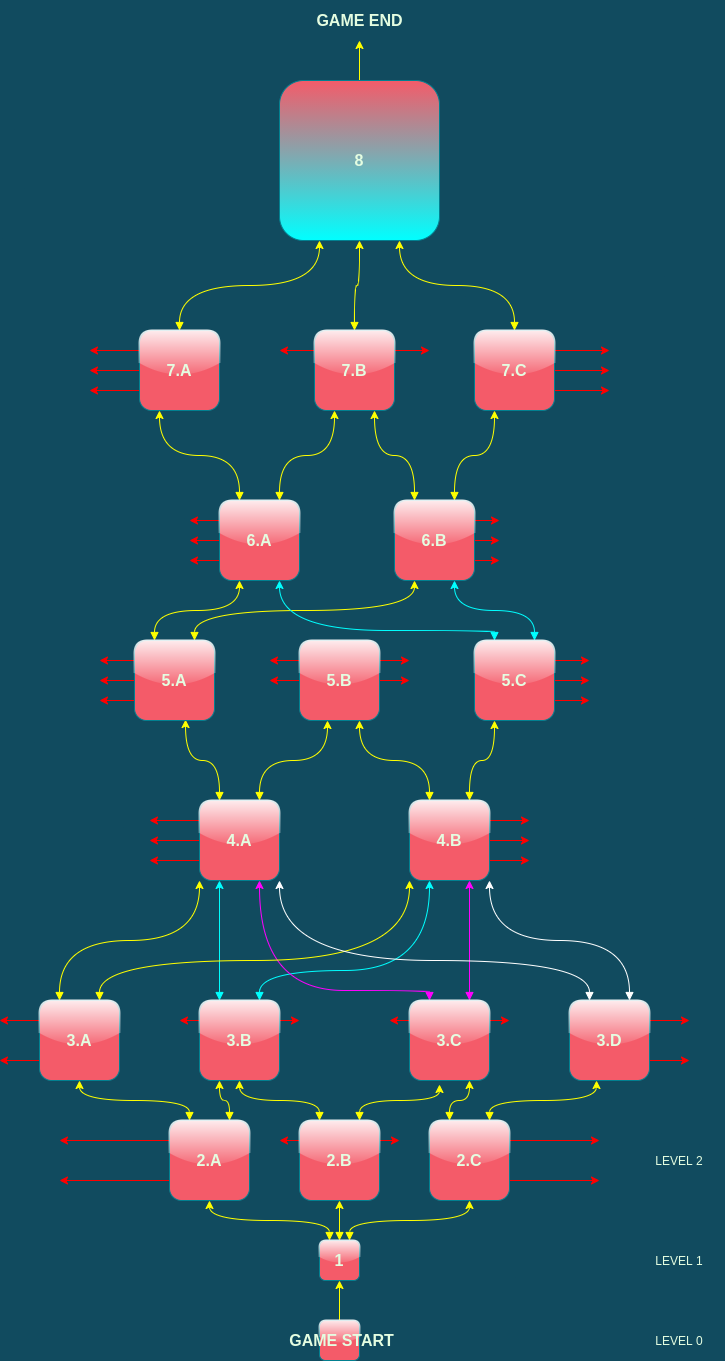 GAME END
8
7.A 7.B 7.C
6.A 6.B
5.A 5.B 5.C
4.A 4.B
3.A 3.B 3.C 3.D
2.A 2.B 2.C LEVEL 2
1 LEVEL 1
GAME START LEVEL 0